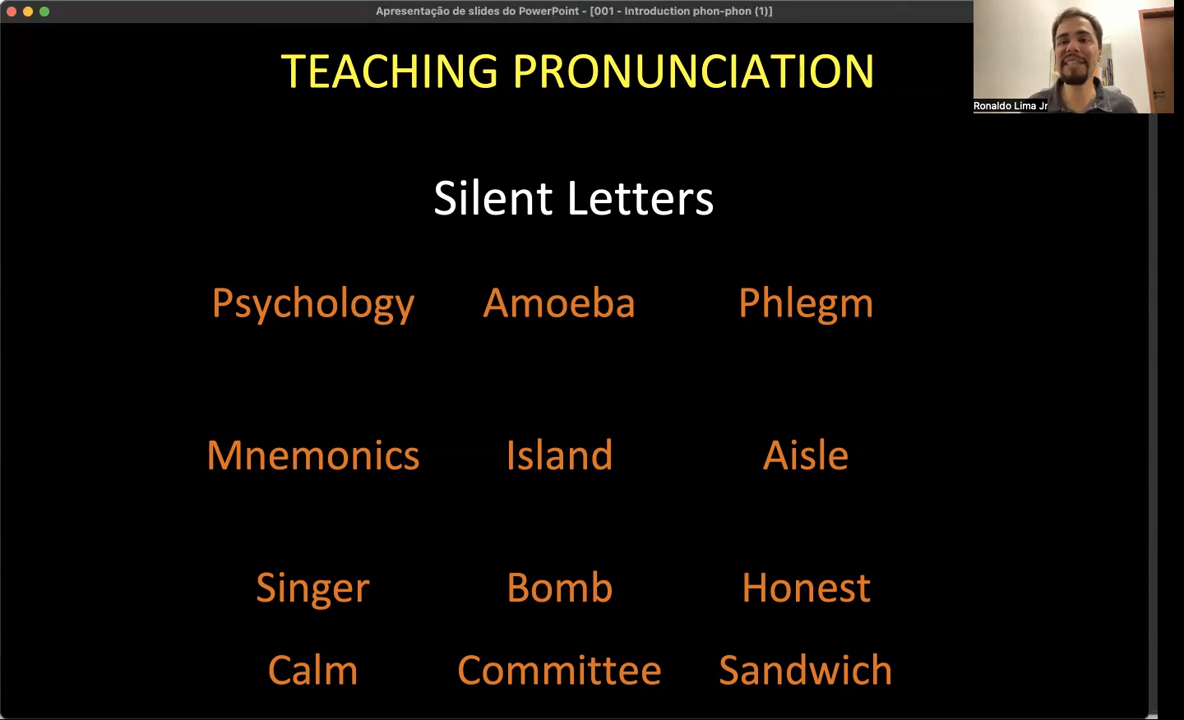 Apresentação de slides do PowerPoint - [001 - Introduction phon-phon (1)]
TEACHING PRONUNCIATION
Ronaldo Lima Jr
Silent Letters
Psychology Amoeba Phlegm
Mnemonics Island Aisle
Singer Bomb Honest
Calm Committee Sandwich